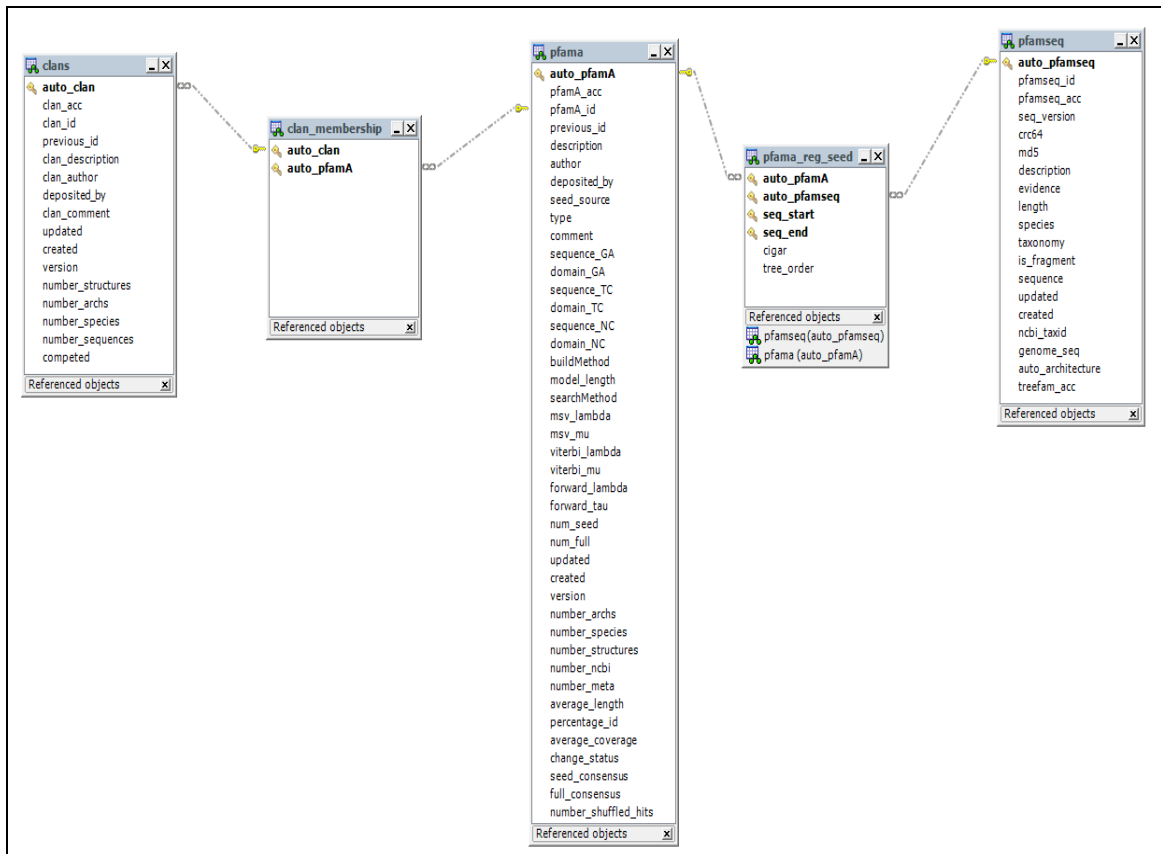 clans
auto_clan
clan_acc
clan_id
previous_id
clan_description
clan_author
deposited_by
clan_comment
updated
created
version
number_structures
number_archs
number_species
number_sequences
competed
Referenced objects
clan_membership
auto_clan
auto_pfamA
Referenced objects
pfama
auto_pfamA
pfamA_acc
pfamA_id
previous_id
description
author
deposited_by
seed_source
type
comment
sequence_GA
domain_GA
sequence_TC
domain_TC
sequence_NC
domain_NC
buildMethod
model_length
searchMethod
msv_lambda
msv_mu
viterbi_lambda
viterbi_mu
forward_lambda
forward_tau
num_seed
num_full
updated
created
version
number_archs
number_species
number_structures
number_ncbi
number_meta
average_length
percentage_id
average_coverage
change_status
seed_consensus
full_consensus
number_shuffled_hits
Referenced objects
pfama_reg_seed
auto_pfamA
auto_pfamseq
seq_start
seq_end
cigar
tree_order
Referenced objects
pfamseq(auto_pfamseq)
pfama (auto_pfamA)
pfamseq
auto_pfamseq
pfamseq_id
pfamseq_acc
seq_version
crc64
md5
description
evidence
length
species
taxonomy
is_fragment
sequence
updated
created
ncbi_taxid
genome_seq
auto_architecture
treefam_acc
Referenced objects